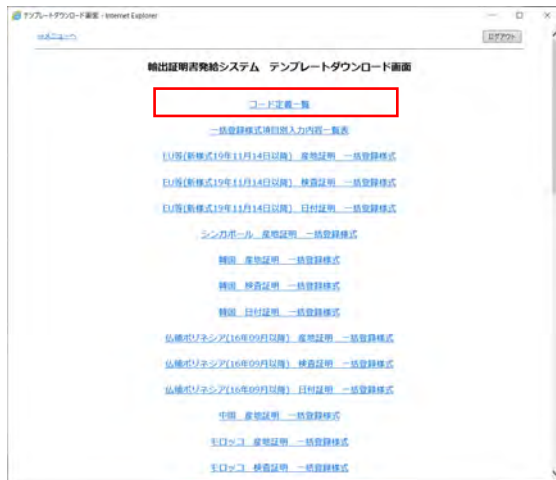 テンプレートダウンロード画面 - Internet Explorer
メニューへ
ログアウト
輸出証明書発給システム テンプレートダウンロード画面
コード定義一覧
一括登録様式項目別入力内容一覧表
EU等(新様式19年11月14日以降) 産地証明 一括登録様式
EU等(新様式19年11月14日以降) 検査証明 一括登録様式
EU等(新様式19年11月14日以降) 日付証明 一括登録様式
シンガポール 産地証明 一括登録様式
韓国 産地証明 一括登録様式
韓国 検査証明 一括登録様式
韓国 日付証明 一括登録様式
仏領ポリネシア(16年09月以降) 産地証明 一括登録様式
仏領ポリネシア(16年09月以降) 検査証明 一括登録様式
仏領ポリネシア(16年09月以降) 日付証明 一括登録様式
中国 産地証明 一括登録様式
モロッコ 産地証明 一括登録様式
モロッコ 検査証明 一括登録様式